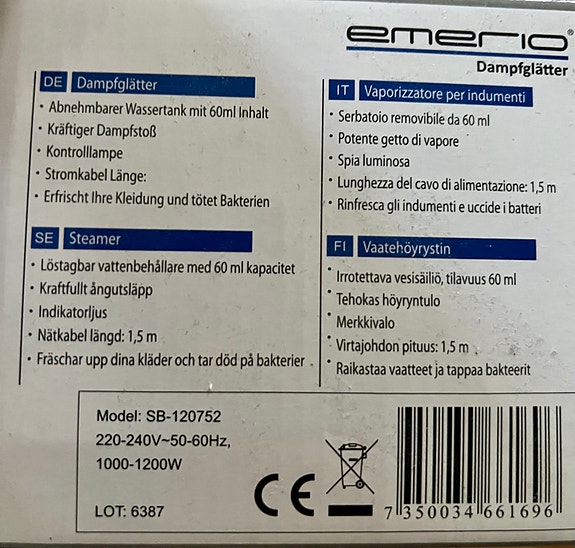 emerio®
Dampfglätter
DE Dampfglätter
· Abnehmbarer Wassertank mit 60ml Inhalt
· Kräftiger Dampfstoß
· Kontrolllampe
· Stromkabel Länge:
· Erfrischt Ihre Kleidung und tötet Bakterien
SE Steamer
· Löstagbar vattenbehållare med 60 ml kapacitet
· Kraftfullt ångutsläpp
· Indikatorljus
· Nätkabel längd: 1,5 m
· Fräschar upp dina kläder och tar död på bakterier
IT Vaporizzatore per indumenti
· Serbatoio removibile da 60 ml
· Potente getto di vapore
· Spia luminosa
· Lunghezza del cavo di alimentazione: 1,5 m
· Rinfresca gli indumenti e uccide i batteri
FI Vaatehöyrystin
· Irrotettava vesisäiliö, tilavuus 60 ml
· Tehokas höyryntulo
· Merkkivalo
· Virtajohdon pituus: 1,5 m
· Raikastaa vaatteet ja tappaa bakteerit
Model: SB-120752
220-240V~50-60Hz,
1000-1200W
LOT: 6387
CE
7 350034 661696